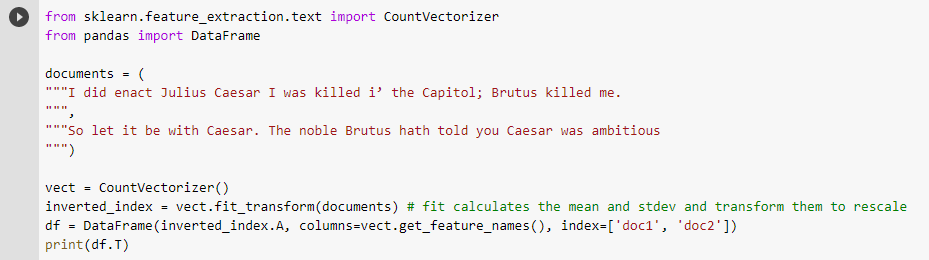 from sklearn.feature_extraction.text import CountVectorizer
from pandas import DataFrame
documents = (
"""I did enact Julius Caesar I was killed i’ the Capitol; Brutus killed me.
""",
"""So let it be with Caesar. The noble Brutus hath told you Caesar was ambitious
""")
vect = CountVectorizer()
inverted_index = vect.fit_transform(documents) # fit calculates the mean and stdev and transform them to rescale
df = DataFrame(inverted_index.A, columns=vect.get_feature_names(), index=['doc1', 'doc2'])
print(df.T)